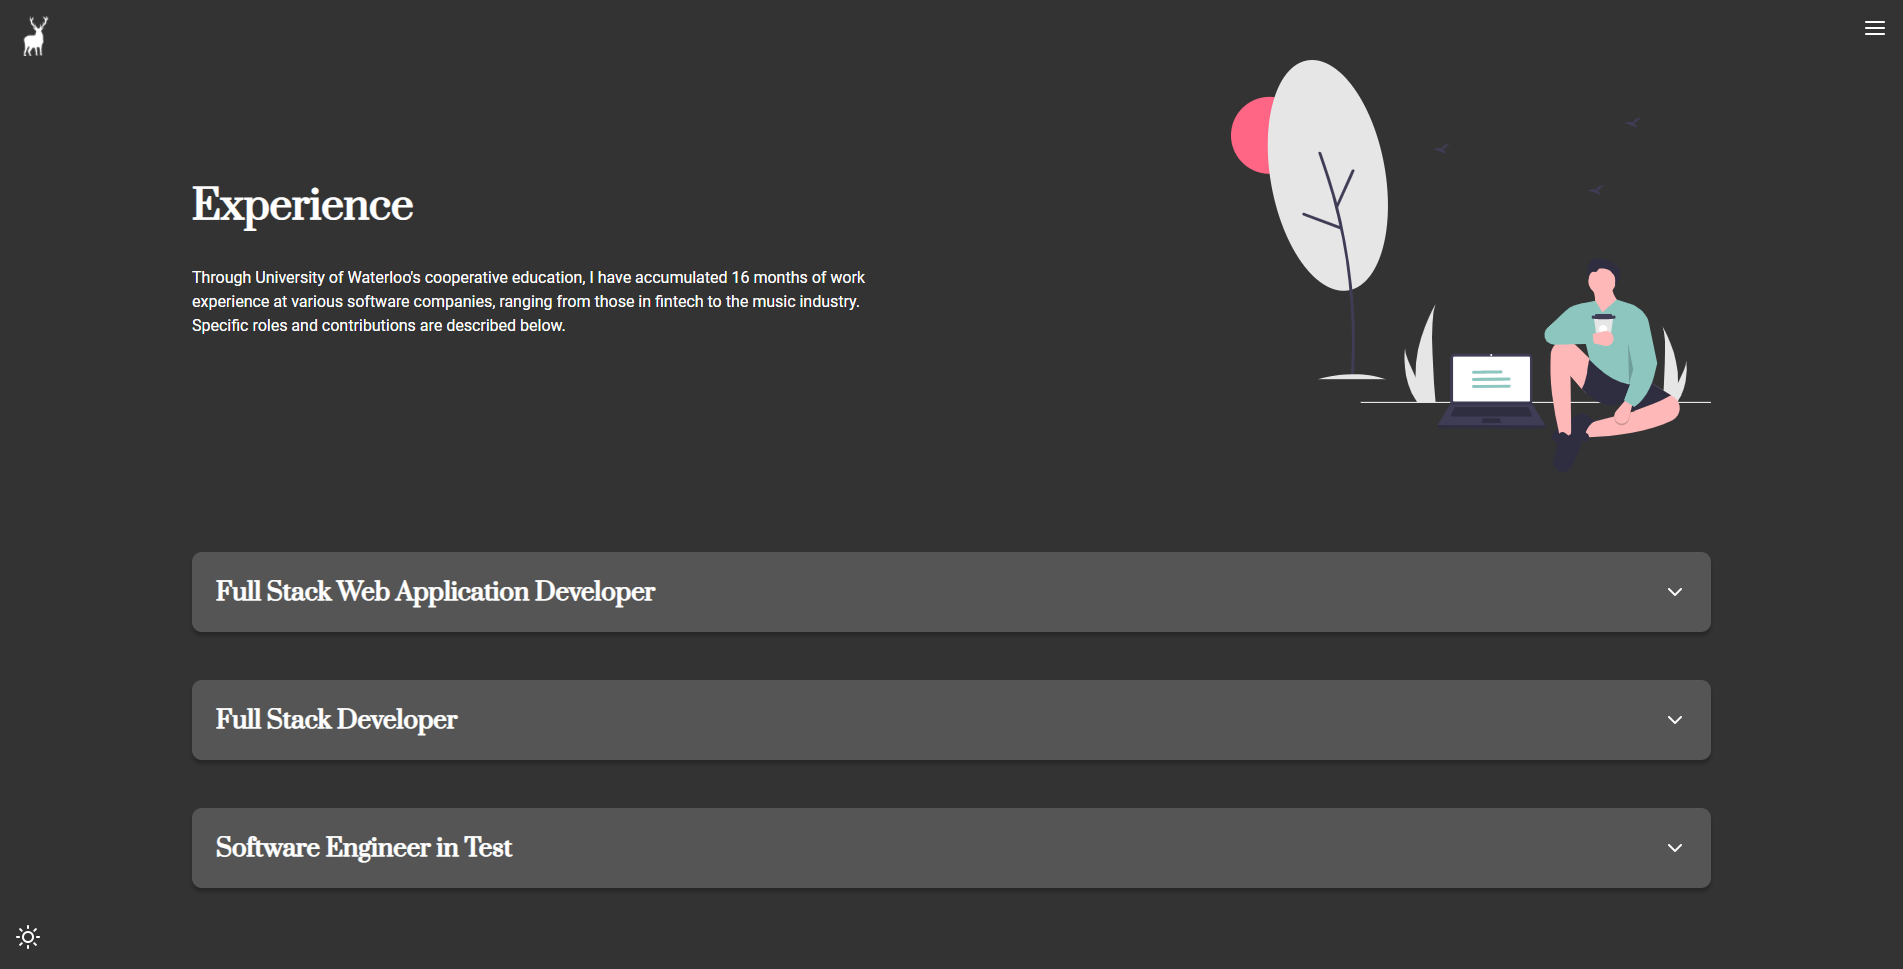 Experience
Through University of Waterloo's cooperative education, I have accumulated 16 months of work
experience at various software companies, ranging from those in fintech to the music industry.
Specific roles and contributions are described below.
Full Stack Web Application Developer
Full Stack Developer
Software Engineer in Test